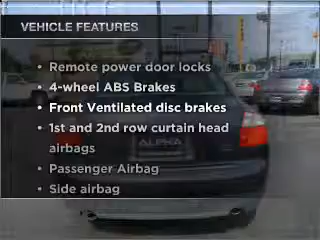 VEHICLE FEATURES
• Remote power door locks
• 4-wheel ABS Brakes
• Front Ventilated disc brakes
• 1st and 2nd row curtain head
airbags
• Passenger Airbag
• Side airbag
ALPHA